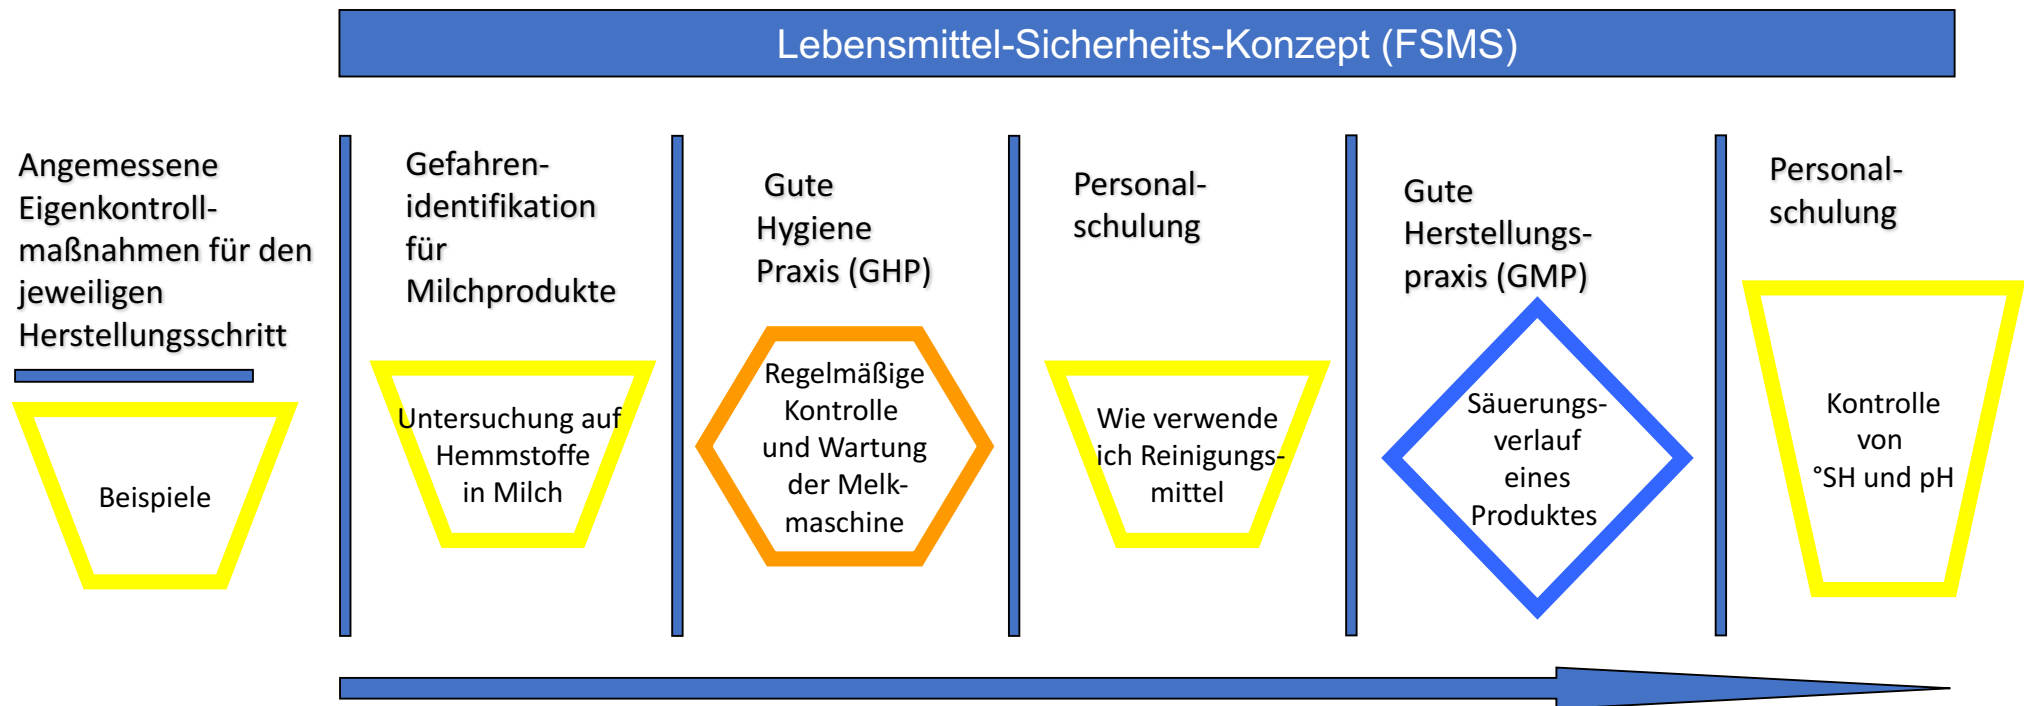 Lebensmittel-Sicherheits-Konzept (FSMS)
Angemessene
Eigenkontroll-
maßnahmen für den
jeweiligen
Herstellungsschritt
Beispiele
Gefahren-
identifikation
für
Milchprodukte
Untersuchung auf
Hemmstoffe
in Milch
Gute
Hygiene
Praxis (GHP)
Regelmäßige
Kontrolle
und Wartung
der Melk-
maschine
Personal-
schulung
Wie verwende
ich Reinigungs-
mittel
Gute
Herstellungs-
praxis (GMP)
Säuerungs-
verlauf
eines
Produktes
Personal-
schulung
Kontrolle
von
°SH und pH